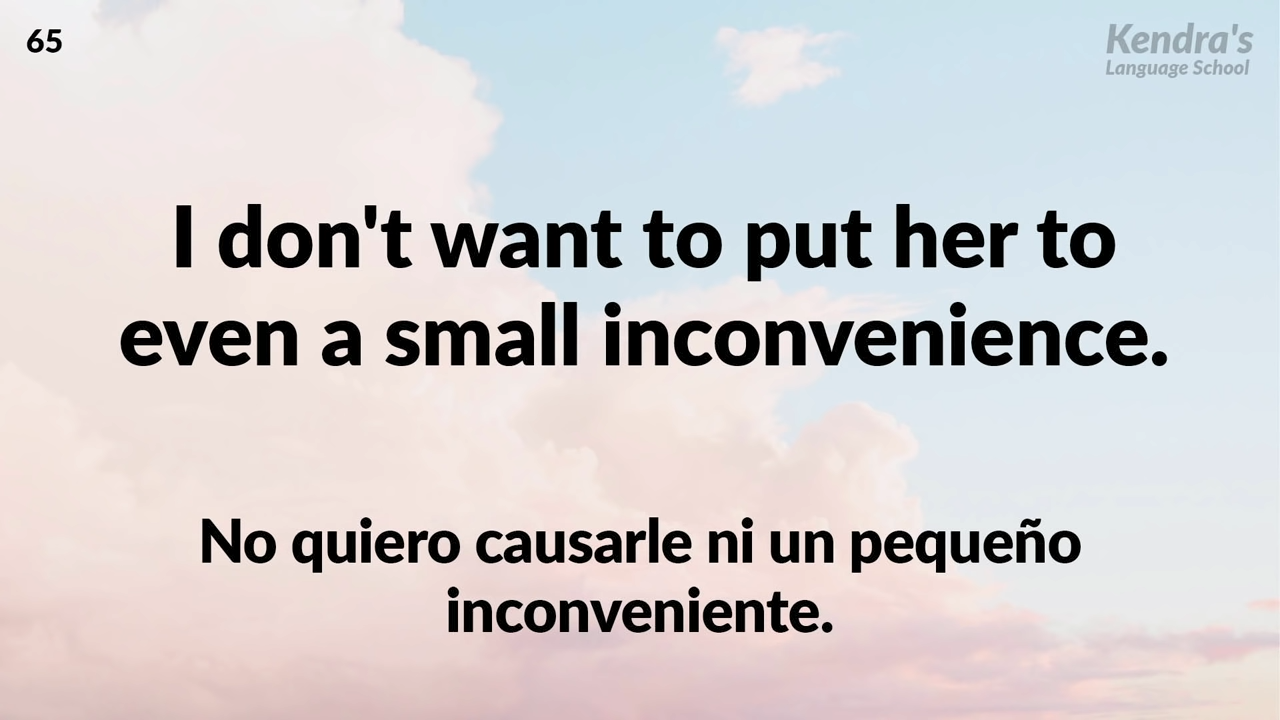 65
Kendra's
Language School
I don't want to put her to
even a small inconvenience.
No quiero causarle ni un pequeño
inconveniente.